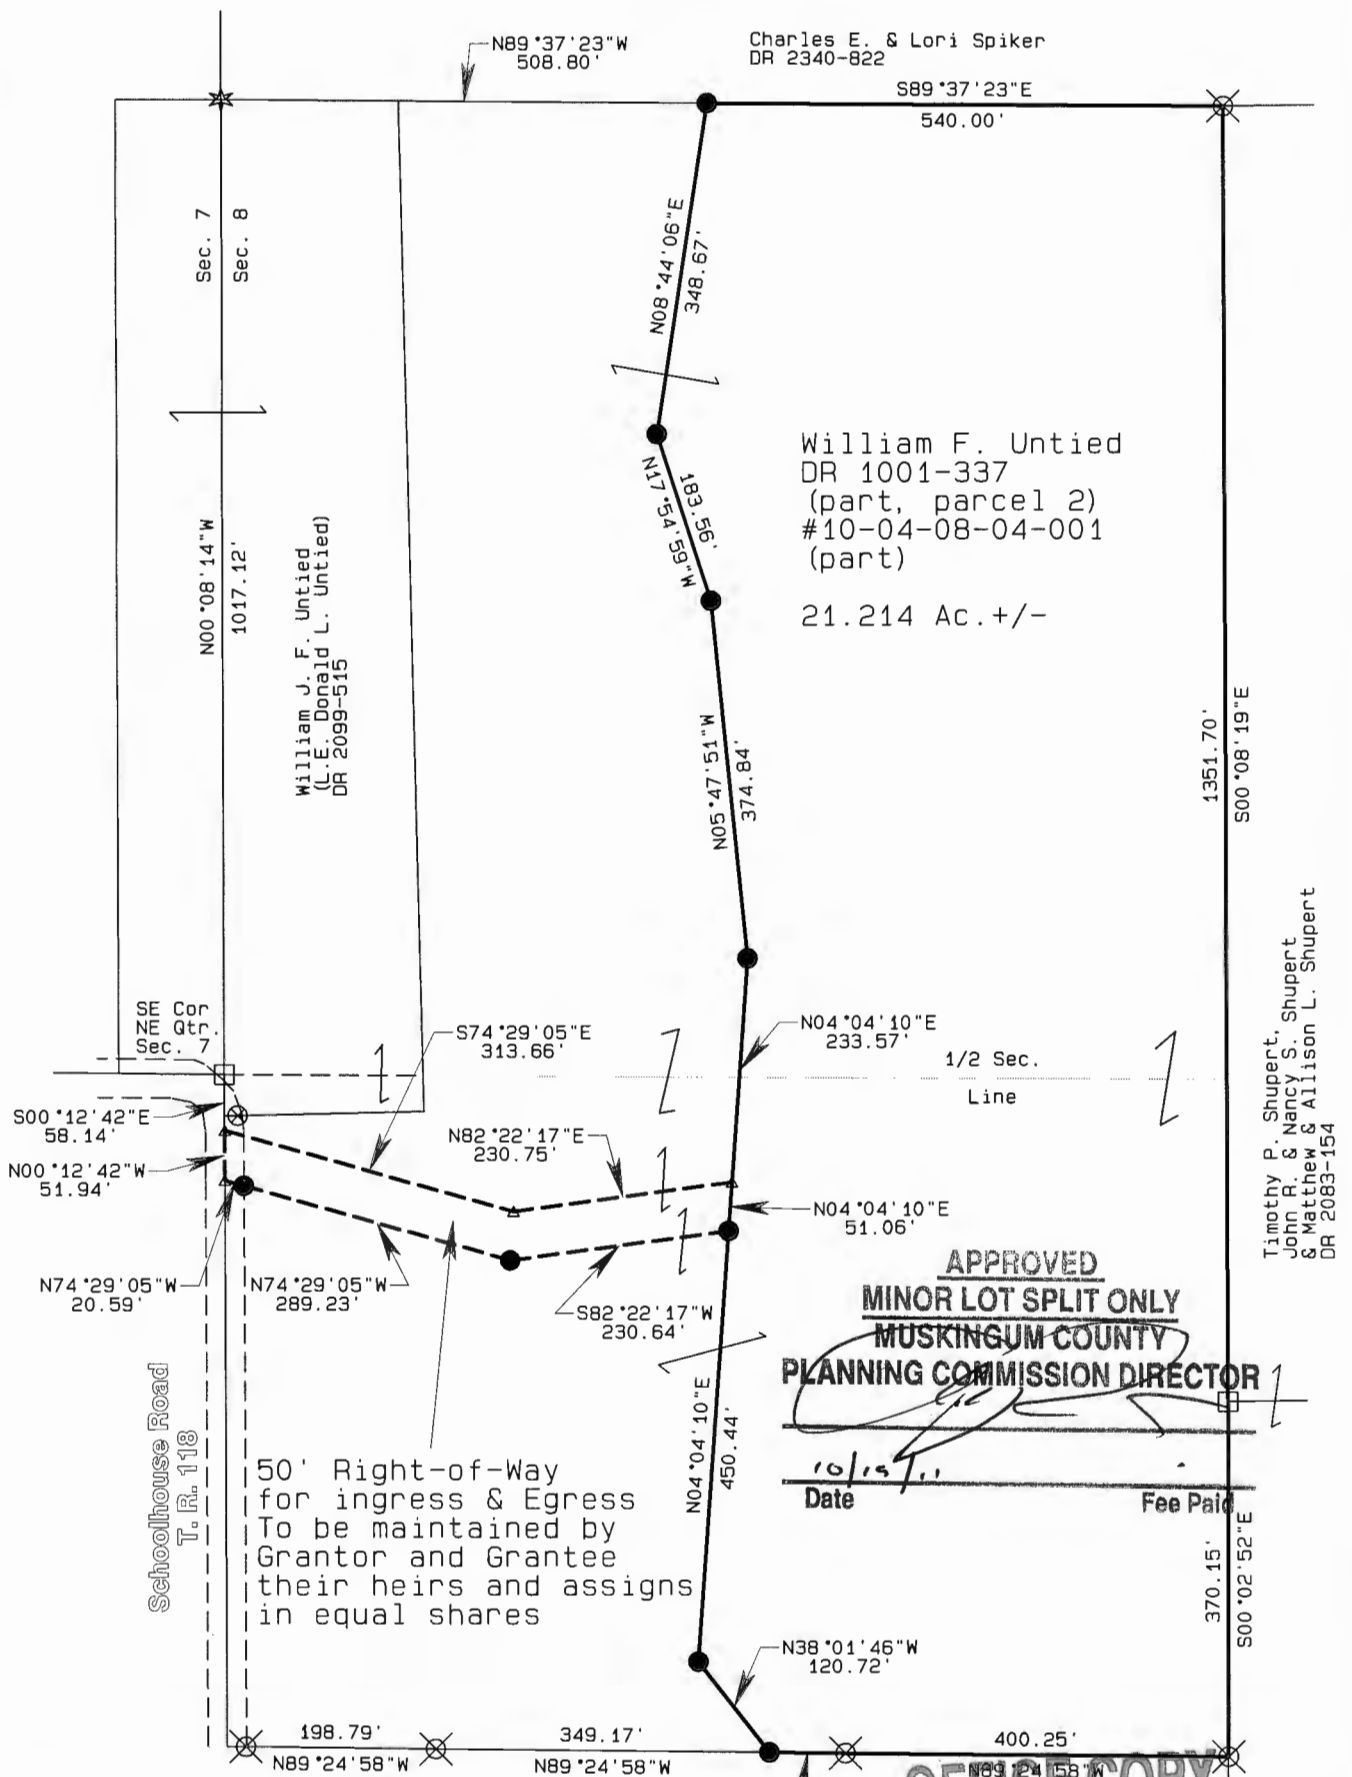 N89°37'23"W
508.80'
Charles E. & Lori Spiker
DR 2340-822
S89°37'23"E
540.00'
Sec. 7
Sec. 8
N08°44'06"E
348.67'
N17°54'59"W
183.56'
William F. Untied
DR 1001-337
(part, parcel 2)
#10-04-08-04-001
(part)
21.214 Ac.+/-
N00°08'14"W
1017.12'
William J. F. Untied
(L.E. Donald L. Untied)
DR 2099-515
N05°47'51"W
374.84'
1351.70'
S00°08'19"E
Timothy P. Shupert,
John R. & Nancy S. Shupert
& Matthew & Allison L. Shupert
DR 2083-154
SE Cor
NE Qtr.
Sec. 7
S74°29'05"E
313.66'
N04°04'10"E
233.57'
1/2 Sec.
Line
S00°12'42"E
58.14'
N82°22'17"E
230.75'
N00°12'42"W
51.94'
N04°04'10"E
51.06'
N74°29'05"W
20.59'
N74°29'05"W
289.23'
S82°22'17"W
230.64'
APPROVED
MINOR LOT SPLIT ONLY
MUSKINGUM COUNTY
PLANNING COMMISSION DIRECTOR
10/19/11
Date
Fee Paid
Schoolhouse Road
T. R. 118
50' Right-of-Way
for ingress & Egress
To be maintained by
Grantor and Grantee
their heirs and assigns
in equal shares
N04°04'10"E
450.44'
370.15'
S00°02'52"E
N38°01'46"W
120.72'
198.79'
N89°24'58"W
349.17'
N89°24'58"W
400.25'
N89°24'58"W
OFFICE COPY